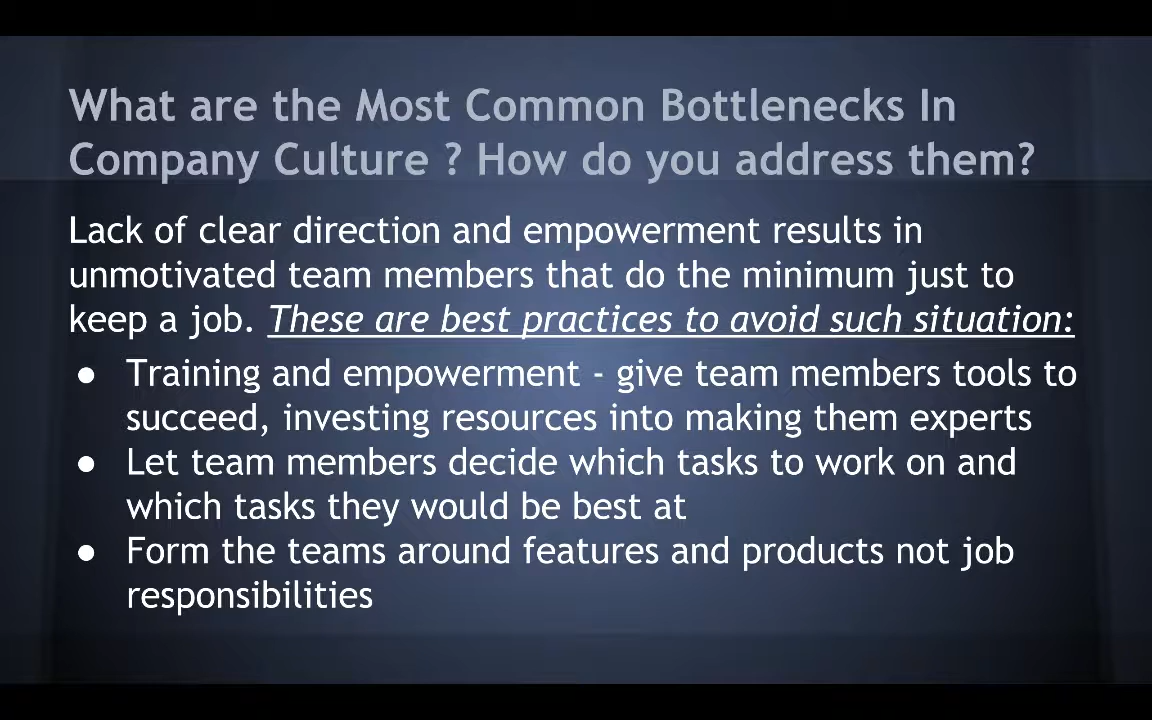 What are the Most Common Bottlenecks In
Company Culture ? How do you address them?
Lack of clear direction and empowerment results in
unmotivated team members that do the minimum just to
keep a job. These are best practices to avoid such situation:
● Training and empowerment - give team members tools to
succeed, investing resources into making them experts
● Let team members decide which tasks to work on and
which tasks they would be best at
● Form the teams around features and products not job
responsibilities